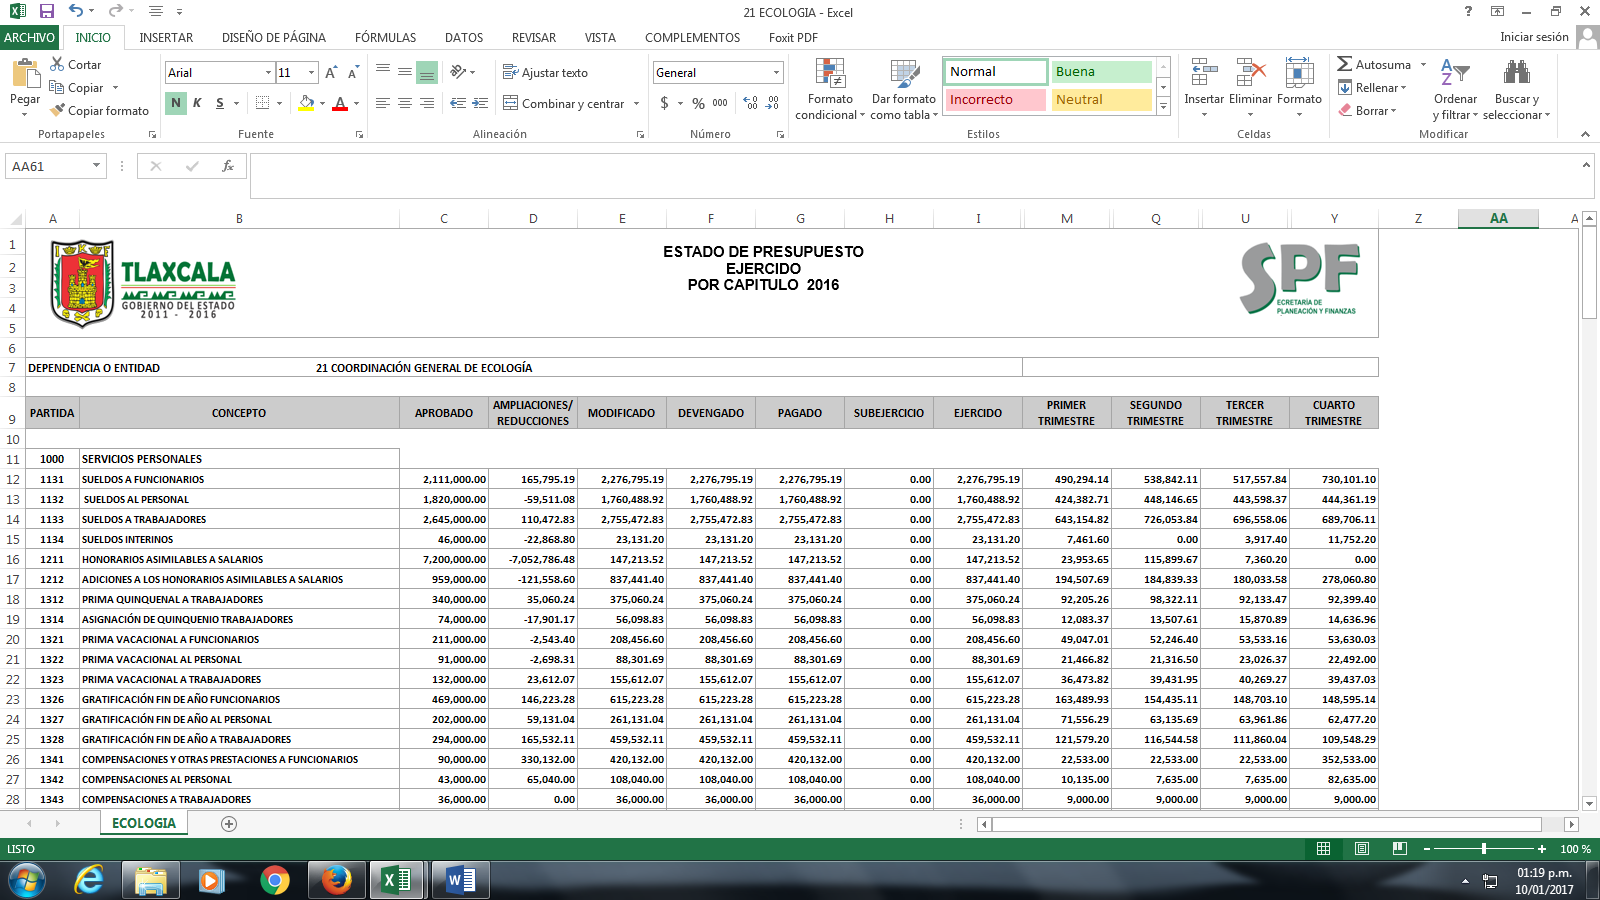 21 ECOLOGIA - Excel
ARCHIVO INICIO INSERTAR DISEÑO DE PÁGINA FÓRMULAS DATOS REVISAR VISTA COMPLEMENTOS Foxit PDF Iniciar sesión
Pegar
Cortar
Copiar
Copiar formato
Portapapeles
Arial 11
N K S
Fuente
Ajustar texto
Combinar y centrar
Alineación
General
$ % 000
Número
Formato condicional
Dar formato como tabla
Normal Buena
Incorrecto Neutral
Estilos
Insertar Eliminar Formato
Celdas
Autosuma
Rellenar
Borrar
Ordenar y filtrar
Buscar y seleccionar
Modificar
AA61 fx
A B C D E F G H I M Q U Y Z AA A
1
2
3
4
5
6
TLAXCALA
GOBIERNO DEL ESTADO
2011 - 2016
ESTADO DE PRESUPUESTO
EJERCIDO
POR CAPITULO 2016
SPF
SECRETARÍA DE
PLANEACIÓN Y FINANZAS
7 DEPENDENCIA O ENTIDAD 21 COORDINACIÓN GENERAL DE ECOLOGÍA
8
9 PARTIDA CONCEPTO APROBADO AMPLIACIONES/ REDUCCIONES MODIFICADO DEVENGADO PAGADO SUBEJERCICIO EJERCIDO PRIMER TRIMESTRE SEGUNDO TRIMESTRE TERCER TRIMESTRE CUARTO TRIMESTRE
10
11 1000 SERVICIOS PERSONALES
12 1131 SUELDOS A FUNCIONARIOS 2,111,000.00 165,795.19 2,276,795.19 2,276,795.19 2,276,795.19 0.00 2,276,795.19 490,294.14 538,842.11 517,557.84 730,101.10
13 1132 SUELDOS AL PERSONAL 1,820,000.00 -59,511.08 1,760,488.92 1,760,488.92 1,760,488.92 0.00 1,760,488.92 424,382.71 448,146.65 443,598.37 444,361.19
14 1133 SUELDOS A TRABAJADORES 2,645,000.00 110,472.83 2,755,472.83 2,755,472.83 2,755,472.83 0.00 2,755,472.83 643,154.82 726,053.84 696,558.06 689,706.11
15 1134 SUELDOS INTERINOS 46,000.00 -22,868.80 23,131.20 23,131.20 23,131.20 0.00 23,131.20 7,461.60 0.00 3,917.40 11,752.20
16 1211 HONORARIOS ASIMILABLES A SALARIOS 7,200,000.00 -7,052,786.48 147,213.52 147,213.52 147,213.52 0.00 147,213.52 23,953.65 115,899.67 7,360.20 0.00
17 1212 ADICIONES A LOS HONORARIOS ASIMILABLES A SALARIOS 959,000.00 -121,558.60 837,441.40 837,441.40 837,441.40 0.00 837,441.40 194,507.69 184,839.33 180,033.58 278,060.80
18 1312 PRIMA QUINQUENAL A TRABAJADORES 340,000.00 35,060.24 375,060.24 375,060.24 375,060.24 0.00 375,060.24 92,205.26 98,322.11 92,133.47 92,399.40
19 1314 ASIGNACIÓN DE QUINQUENIO TRABAJADORES 74,000.00 -17,901.17 56,098.83 56,098.83 56,098.83 0.00 56,098.83 12,083.37 13,507.61 15,870.89 14,636.96
20 1321 PRIMA VACACIONAL A FUNCIONARIOS 211,000.00 -2,543.40 208,456.60 208,456.60 208,456.60 0.00 208,456.60 49,047.01 52,246.40 53,533.16 53,630.03
21 1322 PRIMA VACACIONAL AL PERSONAL 91,000.00 -2,698.31 88,301.69 88,301.69 88,301.69 0.00 88,301.69 21,466.82 21,316.50 23,026.37 22,492.00
22 1323 PRIMA VACACIONAL A TRABAJADORES 132,000.00 23,612.07 155,612.07 155,612.07 155,612.07 0.00 155,612.07 36,473.82 39,431.95 40,269.27 39,437.03
23 1326 GRATIFICACIÓN FIN DE AÑO FUNCIONARIOS 469,000.00 146,223.28 615,223.28 615,223.28 615,223.28 0.00 615,223.28 163,489.93 154,435.11 148,703.10 148,595.14
24 1327 GRATIFICACIÓN FIN DE AÑO AL PERSONAL 202,000.00 59,131.04 261,131.04 261,131.04 261,131.04 0.00 261,131.04 71,556.29 63,135.69 63,961.86 62,477.20
25 1328 GRATIFICACIÓN FIN DE AÑO A TRABAJADORES 294,000.00 165,532.11 459,532.11 459,532.11 459,532.11 0.00 459,532.11 121,579.20 116,544.58 111,860.04 109,548.29
26 1341 COMPENSACIONES Y OTRAS PRESTACIONES A FUNCIONARIOS 90,000.00 330,132.00 420,132.00 420,132.00 420,132.00 0.00 420,132.00 22,533.00 22,533.00 22,533.00 352,533.00
27 1342 COMPENSACIONES AL PERSONAL 43,000.00 65,040.00 108,040.00 108,040.00 108,040.00 0.00 108,040.00 10,135.00 7,635.00 7,635.00 82,635.00
28 1343 COMPENSACIONES A TRABAJADORES 36,000.00 0.00 36,000.00 36,000.00 36,000.00 0.00 36,000.00 9,000.00 9,000.00 9,000.00 9,000.00
ECOLOGIA
LISTO 100 %
01:19 p.m.
10/01/2017